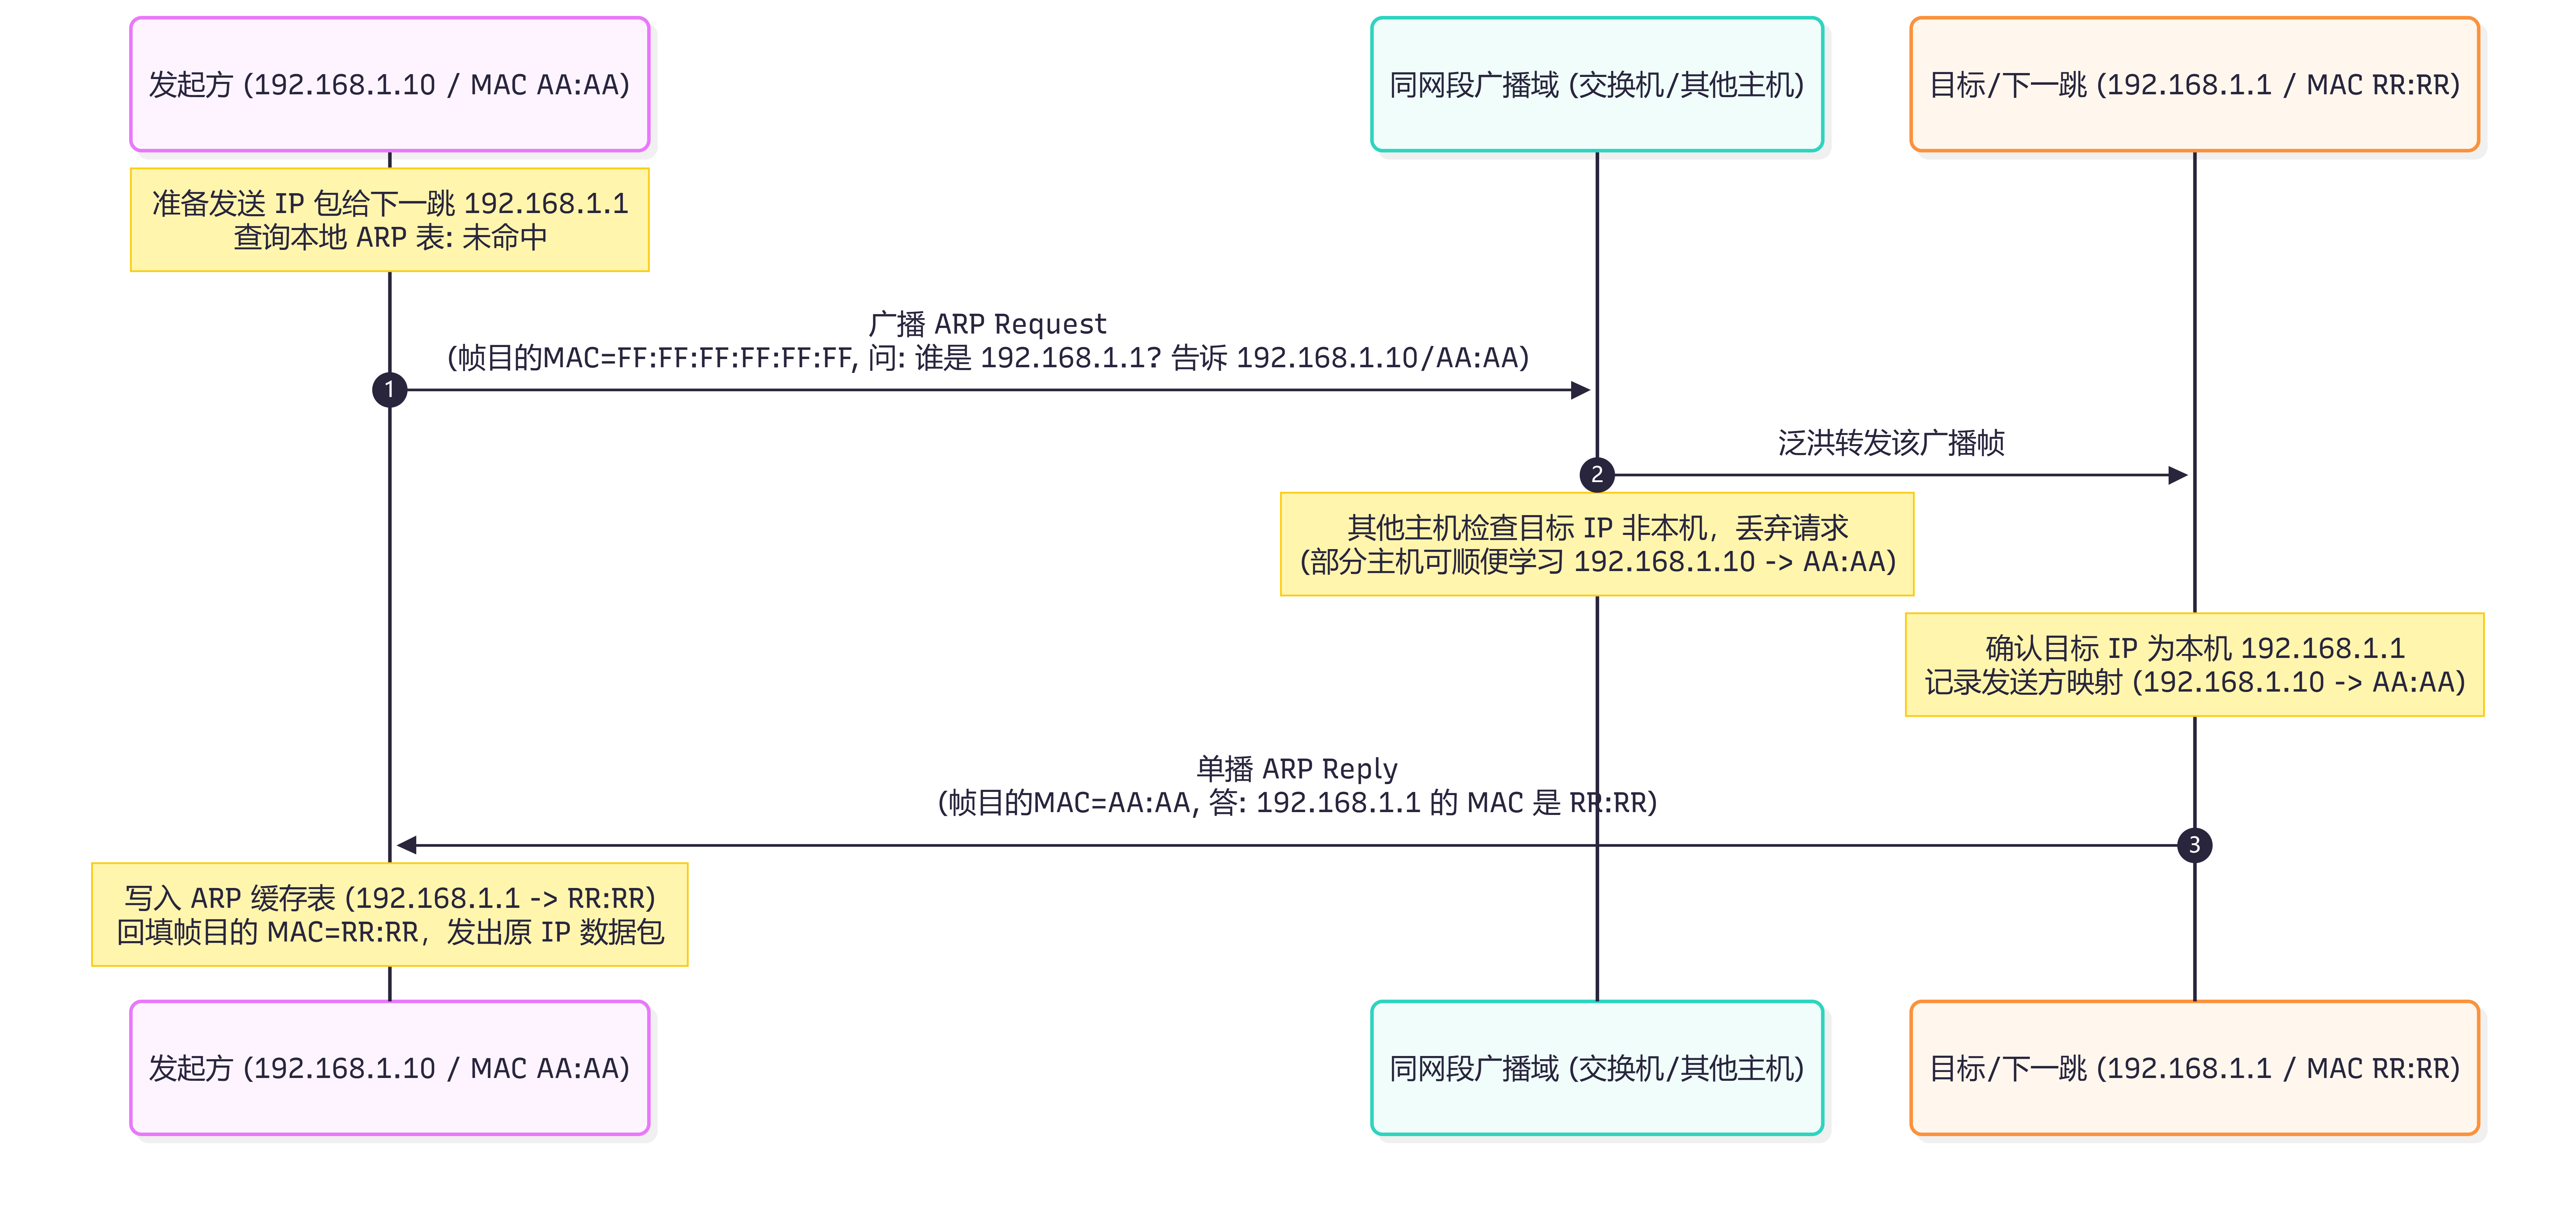 发起方 (192.168.1.10 / MAC AA:AA)
同网段广播域 (交换机/其他主机)
目标/下一跳 (192.168.1.1 / MAC RR:RR)
准备发送 IP 包给下一跳 192.168.1.1
查询本地 ARP 表: 未命中
广播 ARP Request
(帧目的MAC=FF:FF:FF:FF:FF:FF, 问: 谁是 192.168.1.1? 告诉 192.168.1.10/AA:AA)
1
泛洪转发该广播帧
2
其他主机检查目标 IP 非本机，丢弃请求
(部分主机可顺便学习 192.168.1.10 -> AA:AA)
确认目标 IP 为本机 192.168.1.1
记录发送方映射 (192.168.1.10 -> AA:AA)
单播 ARP Reply
(帧目的MAC=AA:AA, 答: 192.168.1.1 的 MAC 是 RR:RR)
3
写入 ARP 缓存表 (192.168.1.1 -> RR:RR)
回填帧目的 MAC=RR:RR，发出原 IP 数据包
发起方 (192.168.1.10 / MAC AA:AA)
同网段广播域 (交换机/其他主机)
目标/下一跳 (192.168.1.1 / MAC RR:RR)